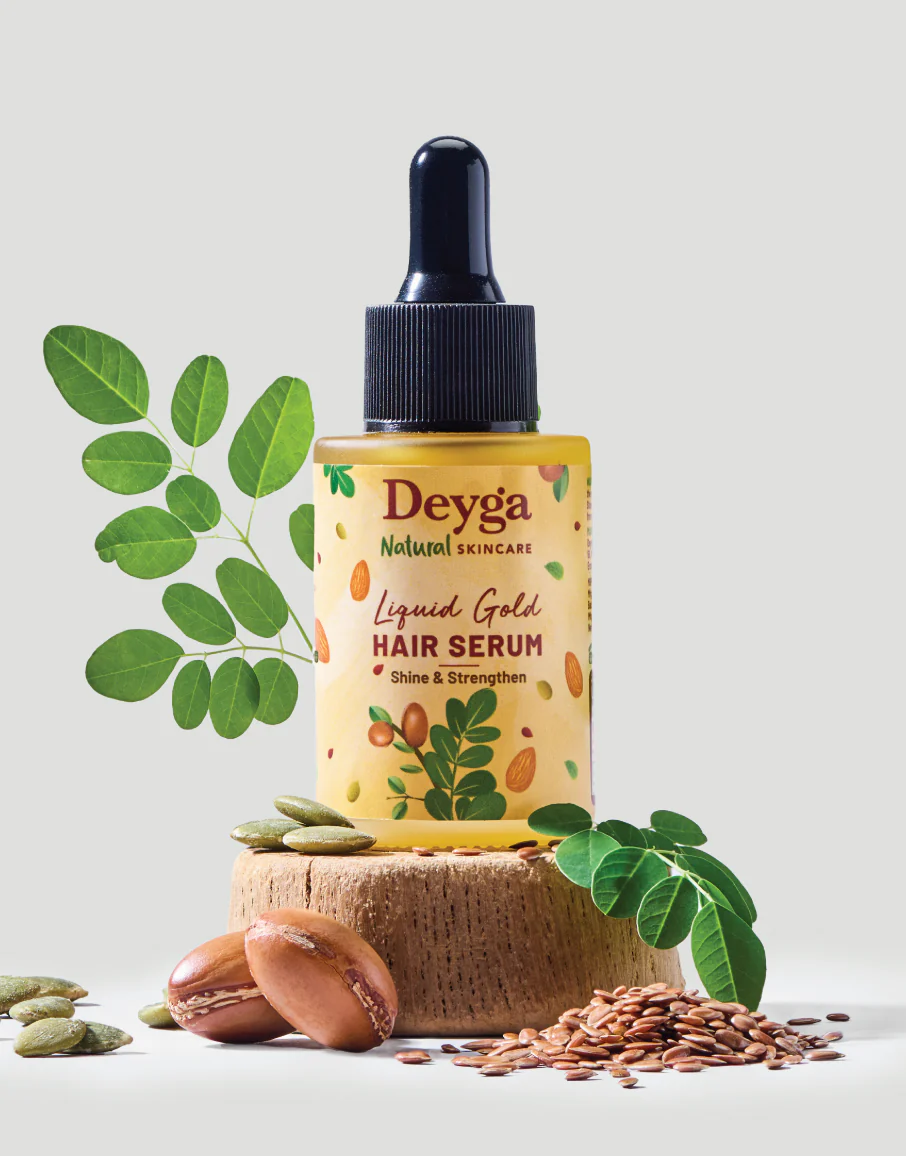 Deyga
Natural SKINCARE
Liquid Gold
HAIR SERUM
Shine & Strengthen